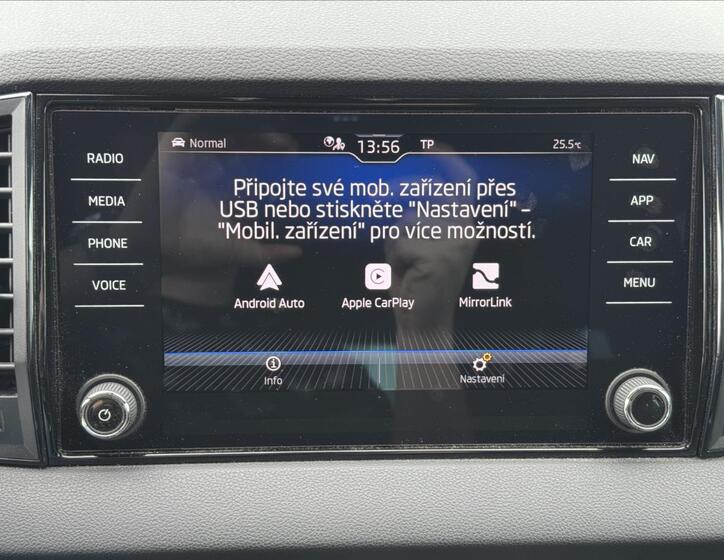 RADIO
MEDIA
PHONE
VOICE
Normal
13:56
TP
25.5°C
Připojte své mob. zařízení přes
USB nebo stiskněte "Nastavení" –
"Mobil. zařízení" pro více možností.
Android Auto
Apple CarPlay
MirrorLink
Info
Nastavení
NAV
APP
CAR
MENU